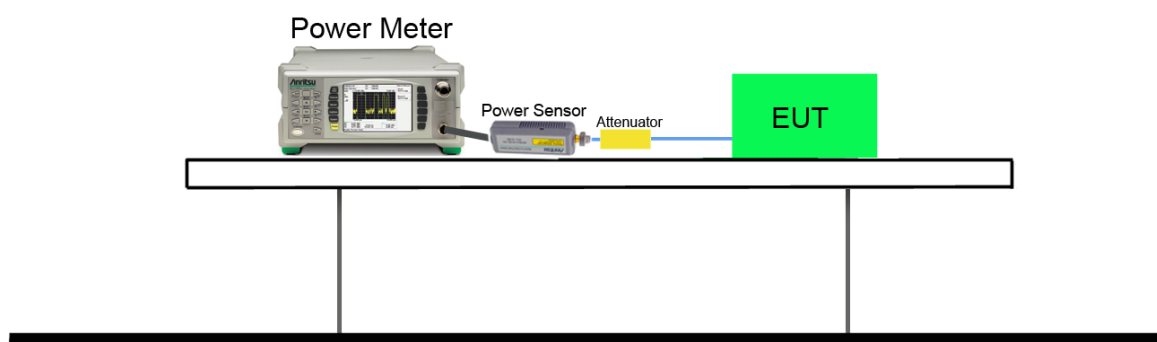 Power Meter
Anritsu
Power Sensor
Attenuator
EUT